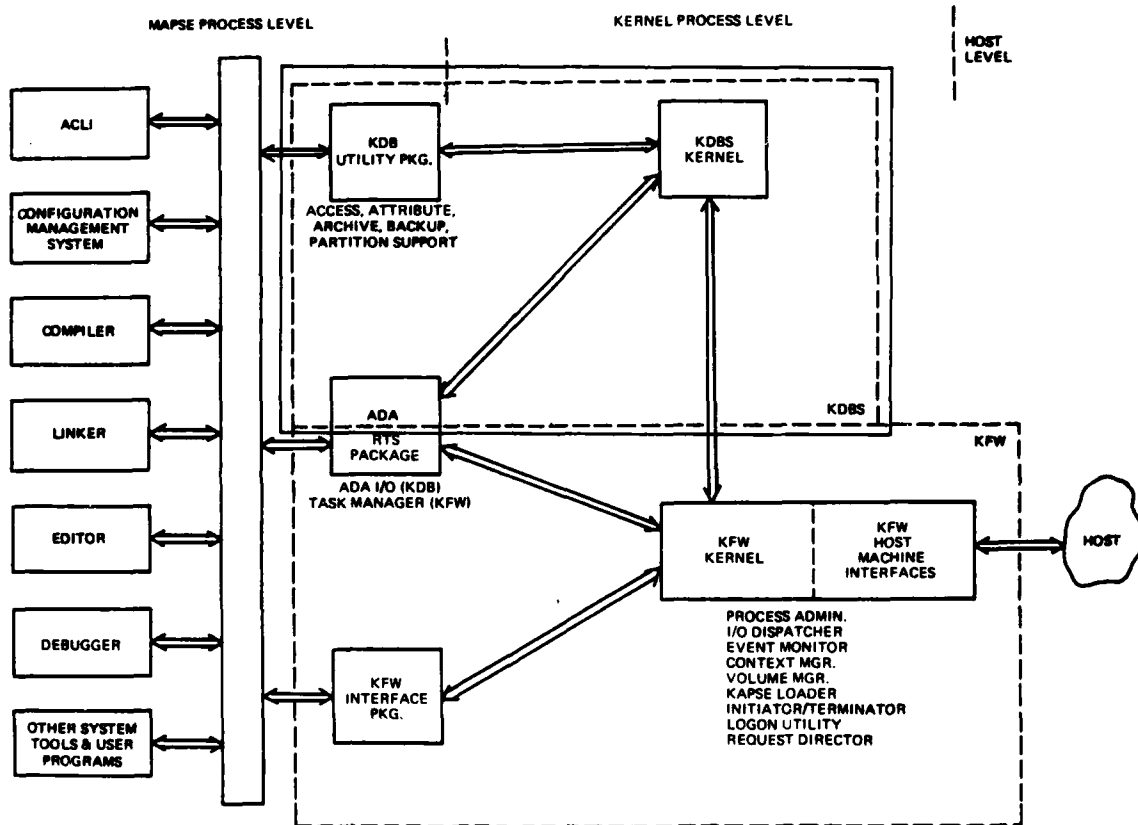 MAPSE PROCESS LEVEL
KERNEL PROCESS LEVEL
HOST
LEVEL
ACLI
CONFIGURATION
MANAGEMENT
SYSTEM
COMPILER
LINKER
EDITOR
DEBUGGER
OTHER SYSTEM
TOOLS & USER
PROGRAMS
KDB
UTILITY PKG.
ACCESS, ATTRIBUTE,
ARCHIVE, BACKUP,
PARTITION SUPPORT
KDBS
KERNEL
KDBS
ADA
RTS
PACKAGE
ADA I/O (KDB)
TASK MANAGER (KFW)
KFW
KFW
KERNEL
KFW
HOST
MACHINE
INTERFACES
HOST
PROCESS ADMIN.
I/O DISPATCHER
EVENT MONITOR
CONTEXT MGR.
VOLUME MGR.
KAPSE LOADER
INITIATOR/TERMINATOR
LOGON UTILITY
REQUEST DIRECTOR
KFW
INTERFACE
PKG.